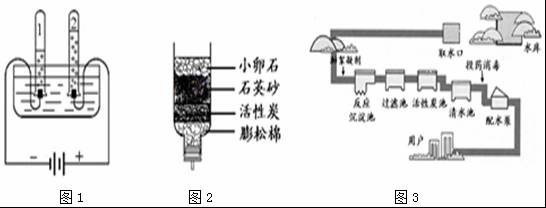 1
2
−
+
图1
小卵石
石英砂
活性炭
膨松棉
图2
3
取水口
水库
加絮凝剂
投药消毒
反应
沉淀池
过滤池
活性炭池
清水池
配水泵
用户
图3